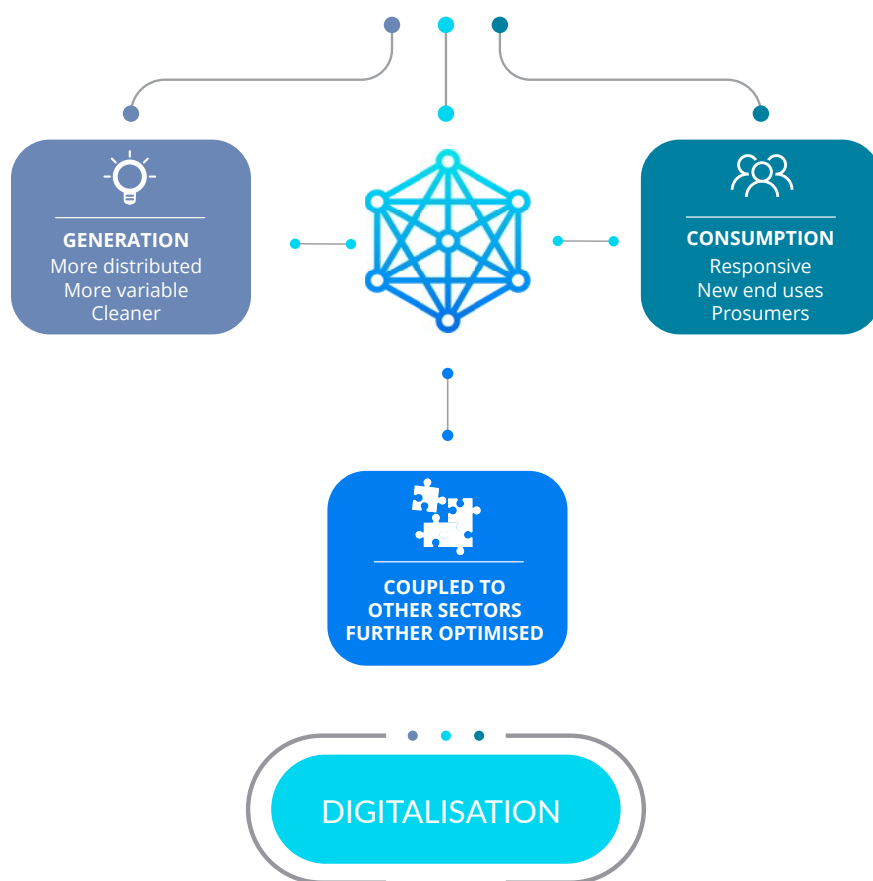 GENERATION
More distributed
More variable
Cleaner
CONSUMPTION
Responsive
New end uses
Prosumers
COUPLED TO
OTHER SECTORS
FURTHER OPTIMISED
DIGITALISATION